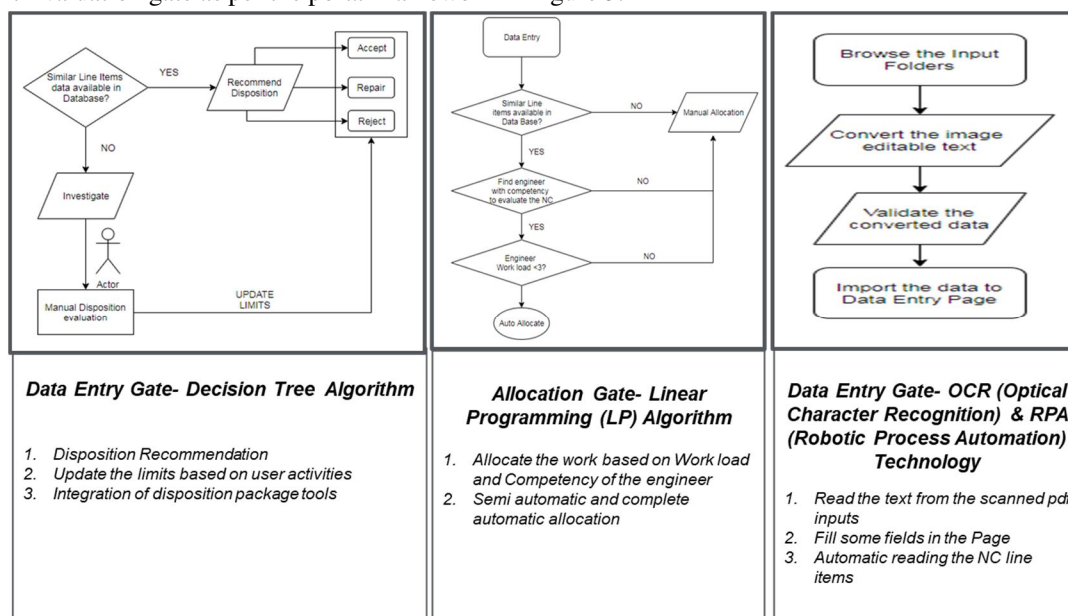 Similar Line Items
data available in
Database?
YES
Recommend
Disposition
Accept
Repair
Reject
NO
Investigate
Actor
Manual Disposition
evaluation
UPDATE
LIMITS
Data Entry Gate- Decision Tree Algorithm
1. Disposition Recommendation
2. Update the limits based on user activities
3. Integration of disposition package tools
Data Entry
Similar Line
items available in
Data Base?
NO
Manual Allocation
YES
Find engineer
with competency
to evaluate the NC
NO
YES
Engineer
Work load <3?
NO
Auto Allocate
Allocation Gate- Linear
Programming (LP) Algorithm
1. Allocate the work based on Work load
and Competency of the engineer
2. Semi automatic and complete
automatic allocation
Browse the Input
Folders
Convert the image
editable text
Validate the
converted data
Import the data to
Data Entry Page
Data Entry Gate- OCR (Optical
Character Recognition) & RPA
(Robotic Process Automation)
Technology
1. Read the text from the scanned pdf
inputs
2. Fill some fields in the Page
3. Automatic reading the NC line
items